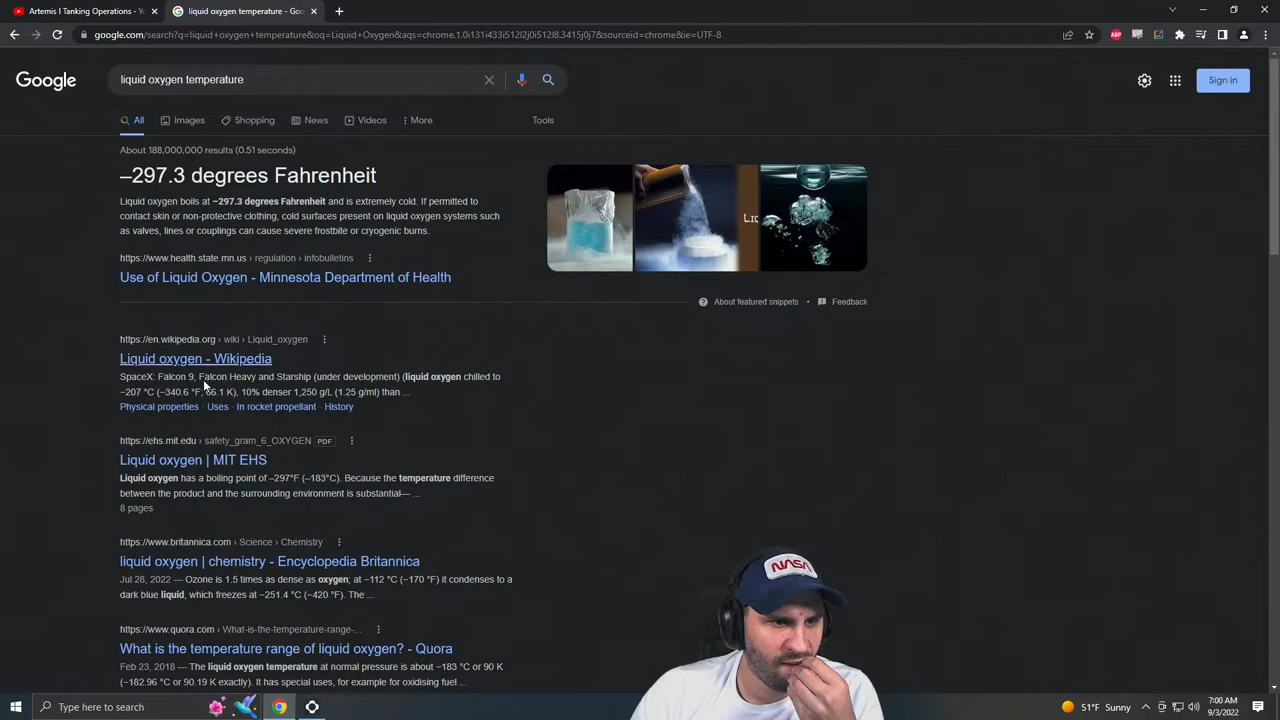 Artemis I Tanking Operations - Yo
liquid oxygen temperature - Goo
google.com/search?q=liquid+oxygen+temperature&oq=Liquid+Oxygen&aqs=chrome.1.0i131i433i512l2j0i512l8.3415j0j7&sourceid=chrome&ie=UTF-8
ABP
Google
liquid oxygen temperature
Sign in
All
Images
Shopping
News
Videos
More
Tools
About 188,000,000 results (0.51 seconds)
–297.3 degrees Fahrenheit
Liquid oxygen boils at –297.3 degrees Fahrenheit and is extremely cold. If permitted to
contact skin or non-protective clothing, cold surfaces present on liquid oxygen systems such
as valves, lines or couplings can cause severe frostbite or cryogenic burns.
https://www.health.state.mn.us › regulation › infobulletins
Use of Liquid Oxygen - Minnesota Department of Health
About featured snippets
Feedback
https://en.wikipedia.org › wiki › Liquid_oxygen
Liquid oxygen - Wikipedia
SpaceX: Falcon 9, Falcon Heavy and Starship (under development) (liquid oxygen chilled to
−207 °C (−340.6 °F; 66.1 K), 10% denser 1,250 g/L (1.25 g/ml) than ...
Physical properties · Uses · In rocket propellant · History
https://ehs.mit.edu › safety_gram_6_OXYGEN PDF
Liquid oxygen | MIT EHS
Liquid oxygen has a boiling point of –297°F (–183°C). Because the temperature difference
between the product and the surrounding environment is substantial— ...
8 pages
https://www.britannica.com › Science › Chemistry
liquid oxygen | chemistry - Encyclopedia Britannica
Jul 28, 2022 — Ozone is 1.5 times as dense as oxygen; at −112 °C (−170 °F) it condenses to a
dark blue liquid, which freezes at −251.4 °C (−420 °F). The ...
https://www.quora.com › What-is-the-temperature-range-...
What is the temperature range of liquid oxygen? - Quora
Feb 23, 2018 — The liquid oxygen temperature at normal pressure is about −183 °C or 90 K
(−182.96 °C or 90.19 K exactly). It has special uses, for example for oxidising fuel ...
NASA
Type here to search
51°F Sunny
7:00 AM
9/3/2022